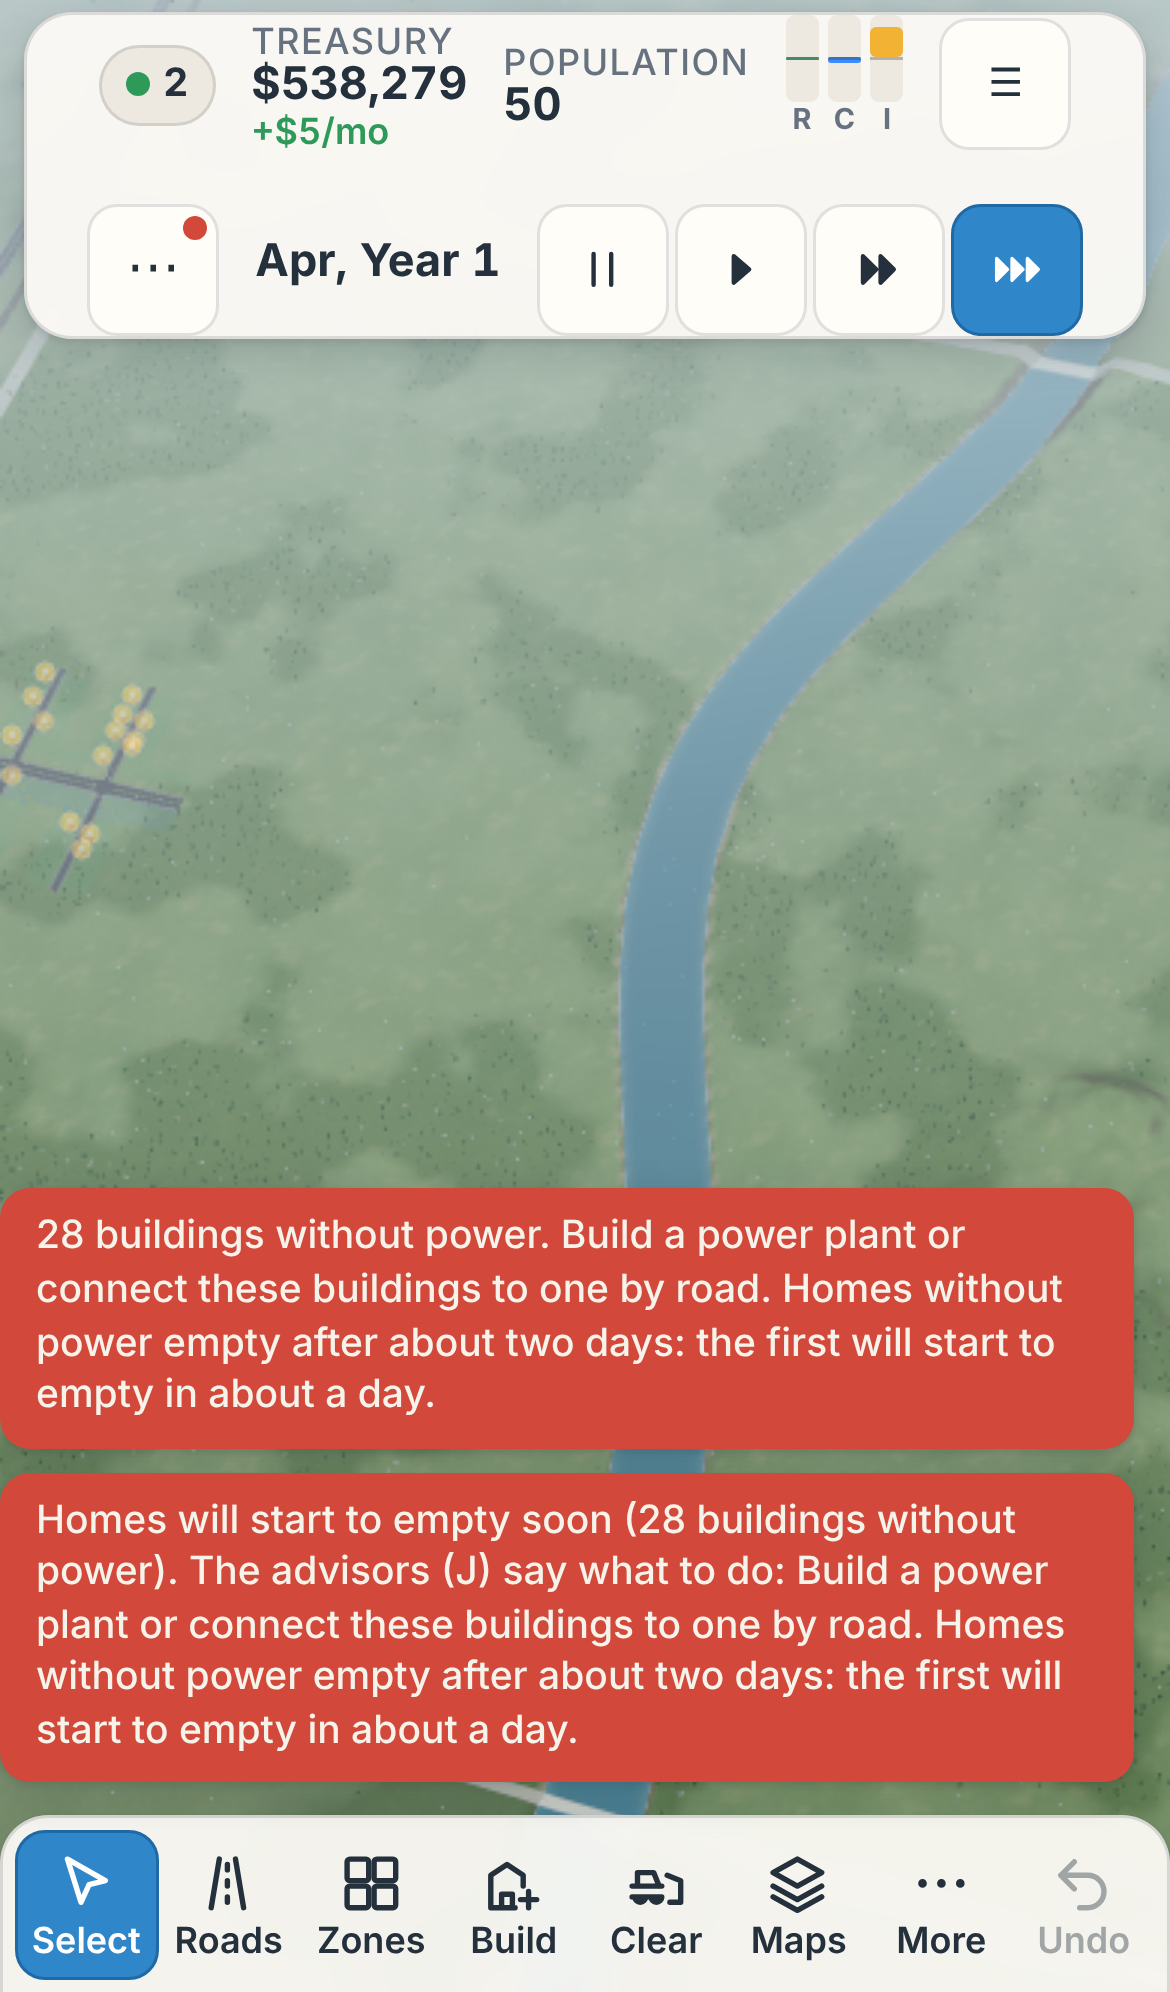 2
TREASURY
$538,279
+$5/mo
POPULATION
50
R C I
Apr, Year 1
28 buildings without power. Build a power plant or
connect these buildings to one by road. Homes without
power empty after about two days: the first will start to
empty in about a day.
Homes will start to empty soon (28 buildings without
power). The advisors (J) say what to do: Build a power
plant or connect these buildings to one by road. Homes
without power empty after about two days: the first will
start to empty in about a day.
Select Roads Zones Build Clear Maps More Undo